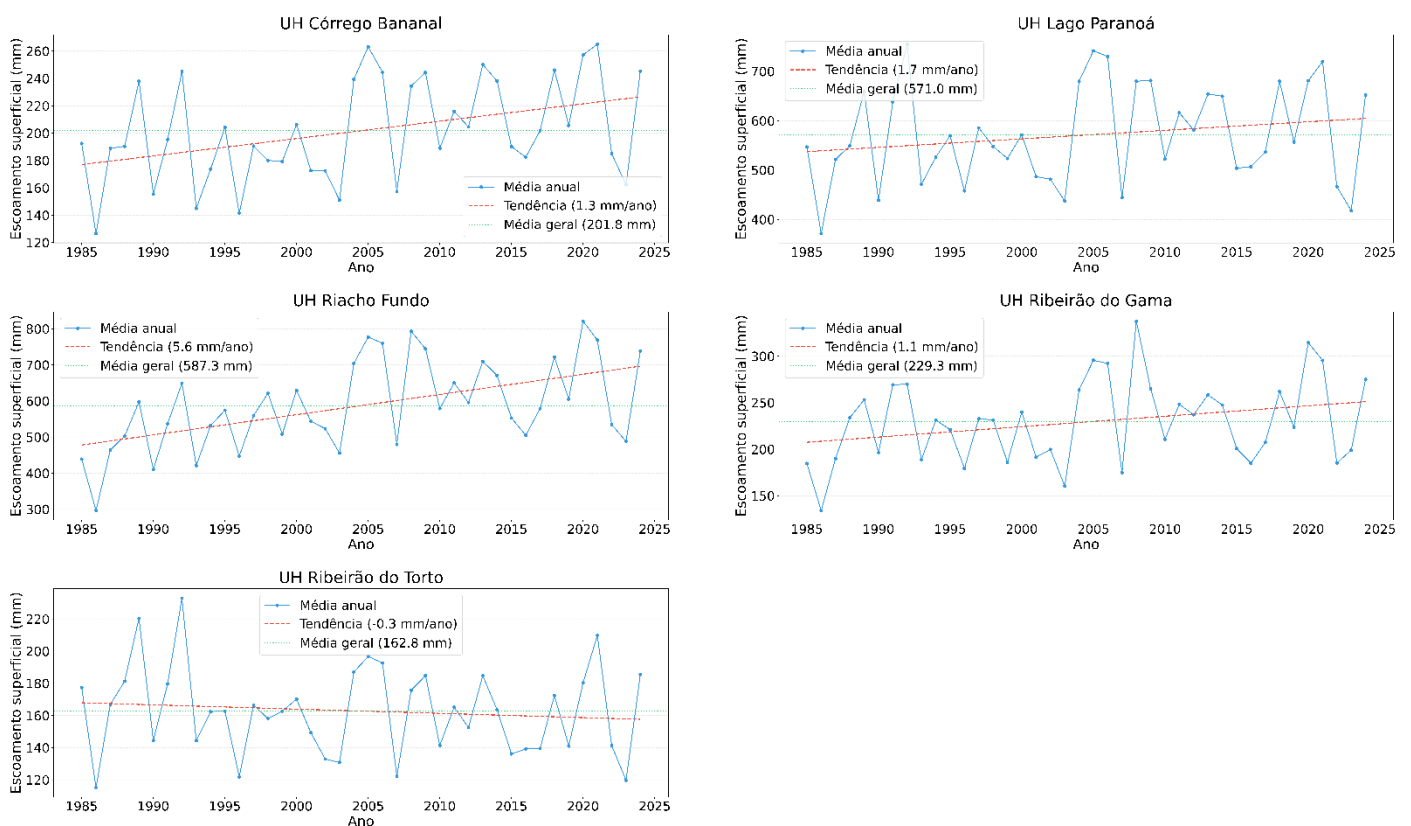 UH Córrego Bananal
Escoamento superficial (mm)
260
240
220
200
180
160
140
120
Média anual
Tendência (1.3 mm/ano)
Média geral (201.8 mm)
1985 1990 1995 2000 2005 2010 2015 2020 2025
Ano
UH Lago Paranoá
Escoamento superficial (mm)
700
600
500
400
Média anual
Tendência (1.7 mm/ano)
Média geral (571.0 mm)
1985 1990 1995 2000 2005 2010 2015 2020 2025
Ano
UH Riacho Fundo
Escoamento superficial (mm)
800
700
600
500
400
300
Média anual
Tendência (5.6 mm/ano)
Média geral (587.3 mm)
1985 1990 1995 2000 2005 2010 2015 2020 2025
Ano
UH Ribeirão do Gama
Escoamento superficial (mm)
300
250
200
150
Média anual
Tendência (1.1 mm/ano)
Média geral (229.3 mm)
1985 1990 1995 2000 2005 2010 2015 2020 2025
Ano
UH Ribeirão do Torto
Escoamento superficial (mm)
220
200
180
160
140
120
Média anual
Tendência (-0.3 mm/ano)
Média geral (162.8 mm)
1985 1990 1995 2000 2005 2010 2015 2020 2025
Ano